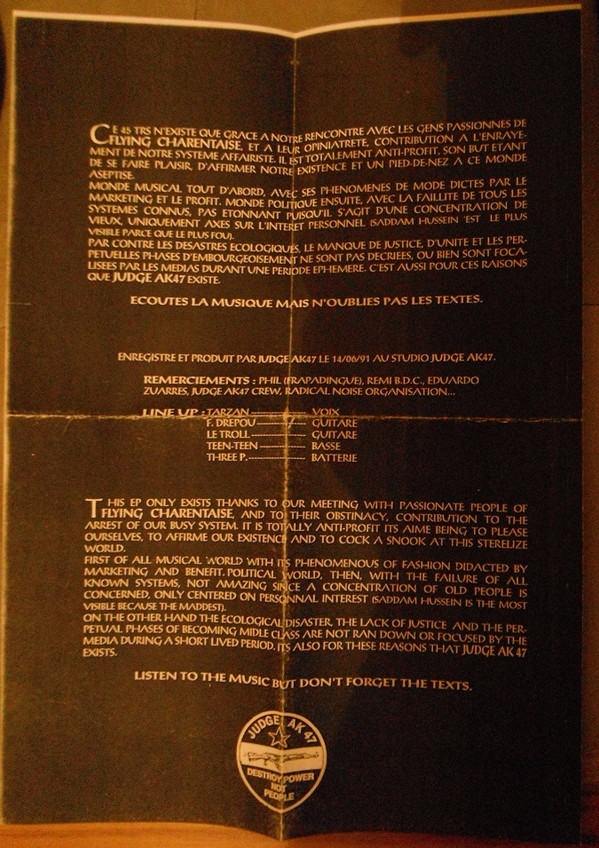 CE 45 TRS N'EXISTE QUE GRACE A NOTRE RENCONTRE AVEC LES GENS PASSIONNES DE
FLYING CHARENTAISE, ET A LEUR OPINIATRETE, CONTRIBUTION A L'ENRAYE-
MENT DE NOTRE SYSTEME AFFAIRISTE. IL EST TOTALEMENT ANTI-PROFIT, SON BUT ETANT
DE SE FAIRE PLAISIR, D'AFFIRMER NOTRE EXISTENCE ET UN PIED-DE-NEZ A CE MONDE
ASEPTISE.
MONDE MUSICAL TOUT D'ABORD, AVEC SES PHENOMENES DE MODE DICTES PAR LE
MARKETING ET LE PROFIT. MONDE POLITIQUE ENSUITE, AVEC LA FAILLITE DE TOUS LES
SYSTEMES CONNUS, PAS ETONNANT PUISQU'IL S'AGIT D'UNE CONCENTRATION DE
VIEUX, UNIQUEMENT AXES SUR L'INTERET PERSONNEL (SADDAM HUSSEIN 'EST LE PLUS
VISIBLE PARCE QUE LE PLUS FOU).
PAR CONTRE LES DESASTRES ECOLOGIQUES, LE MANQUE DE JUSTICE, D'UNITE ET LES PER-
PETUELLES PHASES D'EMBOURGEOISEMENT NE SONT PAS DECRIEES, OU BIEN SONT FOCA-
LISEES PAR LES MEDIAS DURANT UNE PERIODE EPHEMERE. C'EST AUSSI POUR CES RAISONS
QUE JUDGE AK47 EXISTE.
ECOUTES LA MUSIQUE MAIS N'OUBLIES PAS LES TEXTES.
ENREGISTRE ET PRODUIT PAR JUDGE AK47 LE 14/06/91 AU STUDIO JUDGE AK47.
REMERCIEMENTS : PHIL (FRAPADINGUE), REMI B.D.C., EDUARDO
ZUARRES, JUDGE AK47 CREW, RADICAL NOISE ORGANISATION...
LINE UP : TARZAN ---------------- VOIX
F. DREPOU ---------------- GUITARE
LE TROLL ---------------- GUITARE
TEEN-TEEN ---------------- BASSE
THREE P. ---------------- BATTERIE
THIS EP ONLY EXISTS THANKS TO OUR MEETING WITH PASSIONATE PEOPLE OF
FLYING CHARENTAISE, AND TO THEIR OBSTINACY, CONTRIBUTION TO THE
ARREST OF OUR BUSY SYSTEM. IT IS TOTALLY ANTI-PROFIT ITS AIME BEING TO PLEASE
OURSELVES, TO AFFIRME OUR EXISTENCE AND TO COCK A SNOOK AT THIS STERELIZE
WORLD.
FIRST OF ALL MUSICAL WORLD WITH ITS PHENOMENOUS OF FASHION DIDACTED BY
MARKETING AND BENEFIT. POLITICAL WORLD, THEN, WITH THE FAILURE OF ALL
KNOWN SYSTEMS, NOT AMAZING SINCE A CONCENTRATION OF OLD PEOPLE IS
CONCERNED, ONLY CENTERED ON PERSONNAL INTEREST (SADDAM HUSSEIN IS THE MOST
VISIBLE BECAUSE THE MADDEST).
ON THE OTHER HAND THE ECOLOGICAL DISASTER, THE LACK OF JUSTICE AND THE PER-
PETUAL PHASES OF BECOMING MIDLE CLASS ARE NOT RAN DOWN OR FOCUSED BY THE
MEDIA DURING A SHORT LIVED PERIOD. ITS ALSO FOR THESE REASONS THAT JUDGE AK 47
EXISTS.
LISTEN TO THE MUSIC BUT DON'T FORGET THE TEXTS.
JUDGE AK 47
DESTROY POWER
NOT
PEOPLE